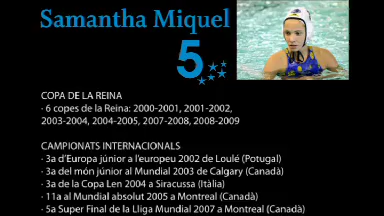 Samantha Miquel
5
COPA DE LA REINA
· 6 copes de la Reina: 2000-2001, 2001-2002,
2003-2004, 2004-2005, 2007-2008, 2008-2009
CAMPIONATS INTERNACIONALS
· 3a d'Europa júnior a l'europeu 2002 de Loulé (Potugal)
· 3a del món júnior al Mundial 2003 de Calgary (Canadà)
· 3a de la Copa Len 2004 a Siracussa (Itàlia)
· 11a al Mundial absolut 2005 a Montreal (Canadà)
· 5a Super Final de la Lliga Mundial 2007 a Montreal (Canadà)